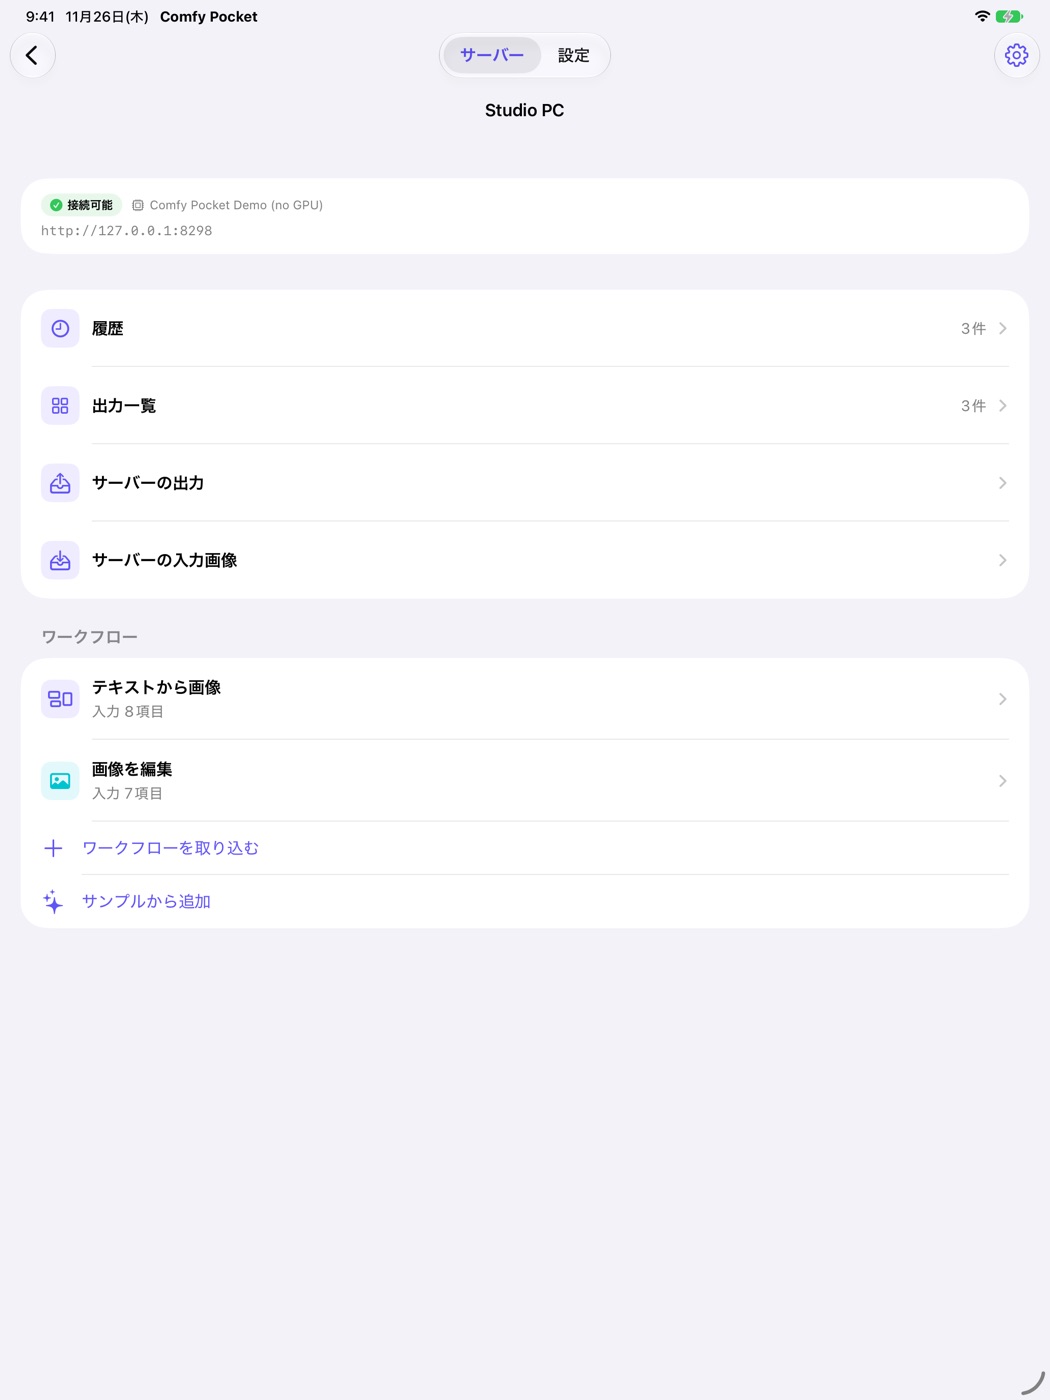 9:41 11月26日(木) Comfy Pocket
サーバー 設定
Studio PC
接続可能 Comfy Pocket Demo (no GPU)
http://127.0.0.1:8298
履歴 3件
出力一覧 3件
サーバーの出力
サーバーの入力画像
ワークフロー
テキストから画像
入力 8項目
画像を編集
入力 7項目
ワークフローを取り込む
サンプルから追加